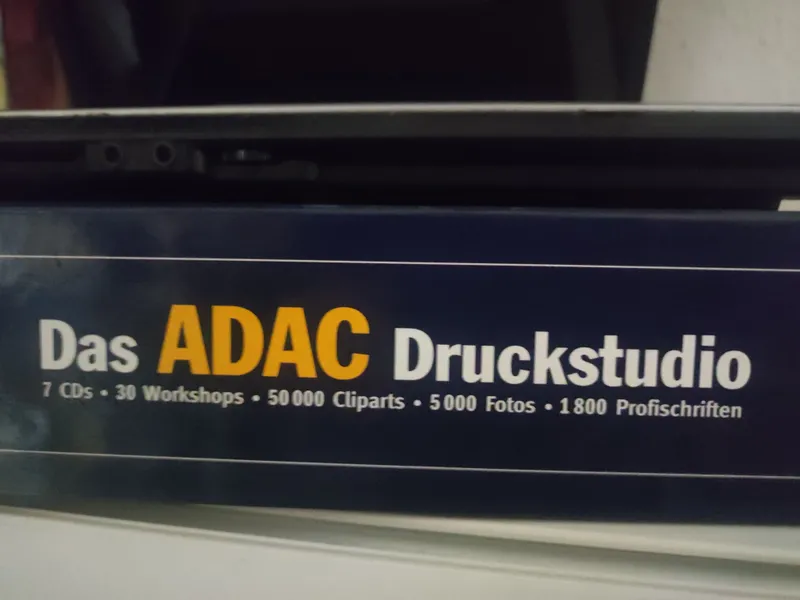 Das ADAC Druckstudio
7 CDs • 30 Workshops • 50 000 Cliparts • 5 000 Fotos • 1 800 Profischriften